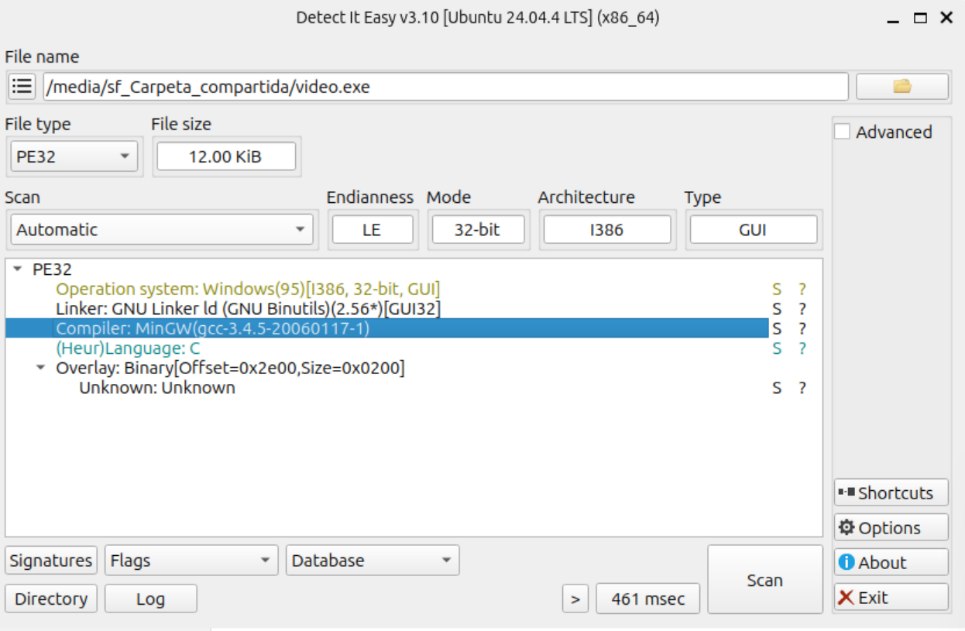 Detect It Easy v3.10 [Ubuntu 24.04.4 LTS] (x86_64)
File name
/media/sf_Carpeta_compartida/video.exe
File type
File size
Advanced
PE32
12.00 KiB
Scan
Endianness
Mode
Architecture
Type
Automatic
LE
32-bit
I386
GUI
PE32
Operation system: Windows(95)[I386, 32-bit, GUI] S ?
Linker: GNU Linker ld (GNU Binutils)(2.56*)[GUI32] S ?
Compiler: MinGW(gcc-3.4.5-20060117-1) S ?
(Heur)Language: C S ?
Overlay: Binary[Offset=0x2e00,Size=0x0200]
Unknown: Unknown S ?
Shortcuts
Options
Signatures
Flags
Database
Scan
About
Directory
Log
>
461 msec
Exit